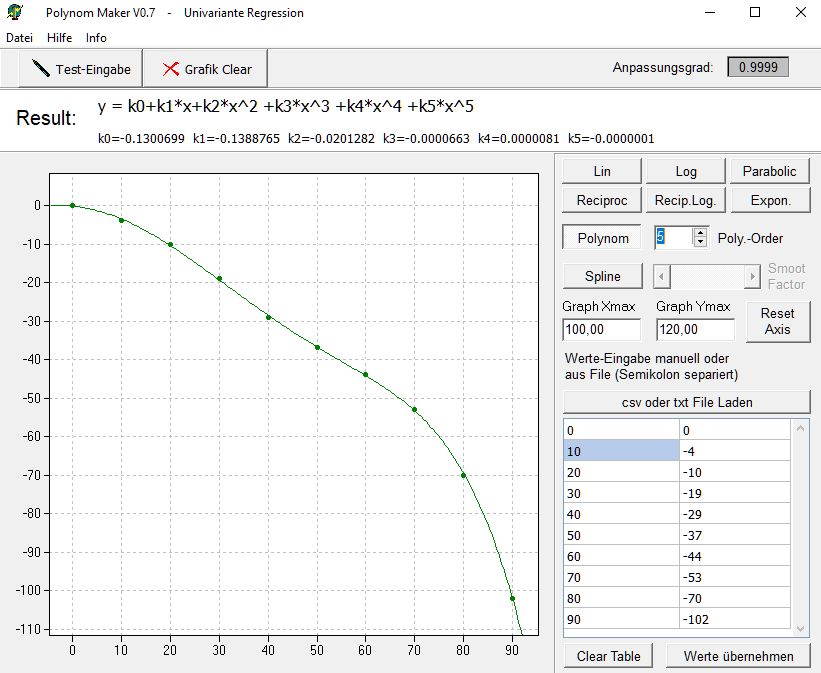 Polynom Maker V0.7 - Univariante Regression
Datei Hilfe Info
Test-Eingabe Grafik Clear Anpassungsgrad: 0.9999
Result: y = k0+k1*x+k2*x^2 +k3*x^3 +k4*x^4 +k5*x^5
k0=-0.1300699 k1=-0.1388765 k2=-0.0201282 k3=-0.0000663 k4=0.0000081 k5=-0.0000001
0
-10
-20
-30
-40
-50
-60
-70
-80
-90
-100
-110
0 10 20 30 40 50 60 70 80 90
Lin Log Parabolic
Reciproc Recip.Log. Expon.
Polynom 5 Poly.-Order
Spline Smoot
Factor
Graph Xmax Graph Ymax Reset
100,00 120,00 Axis
Werte-Eingabe manuell oder
aus File (Semikolon separiert)
csv oder txt File Laden
0 0
10 -4
20 -10
30 -19
40 -29
50 -37
60 -44
70 -53
80 -70
90 -102
Clear Table Werte übernehmen